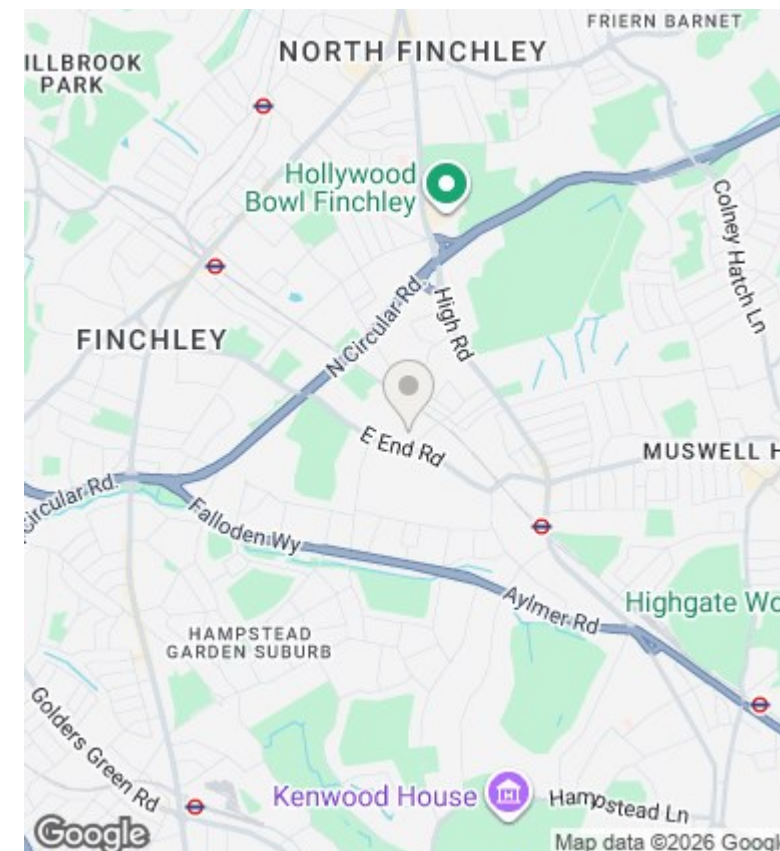 FRIERN BARNET
NORTH FINCHLEY
ILLBROOK
PARK
Hollywood
Bowl Finchley
Colney Hatch Ln
N Circular Rd
High Rd
FINCHLEY
E End Rd
MUSWELL H
Circular Rd
Falloden Wy
Aylmer Rd
Highgate Wo
HAMPSTEAD
GARDEN SUBURB
Golders Green Rd
Kenwood House
Hampstead Ln
Google
Map data ©2026 Google